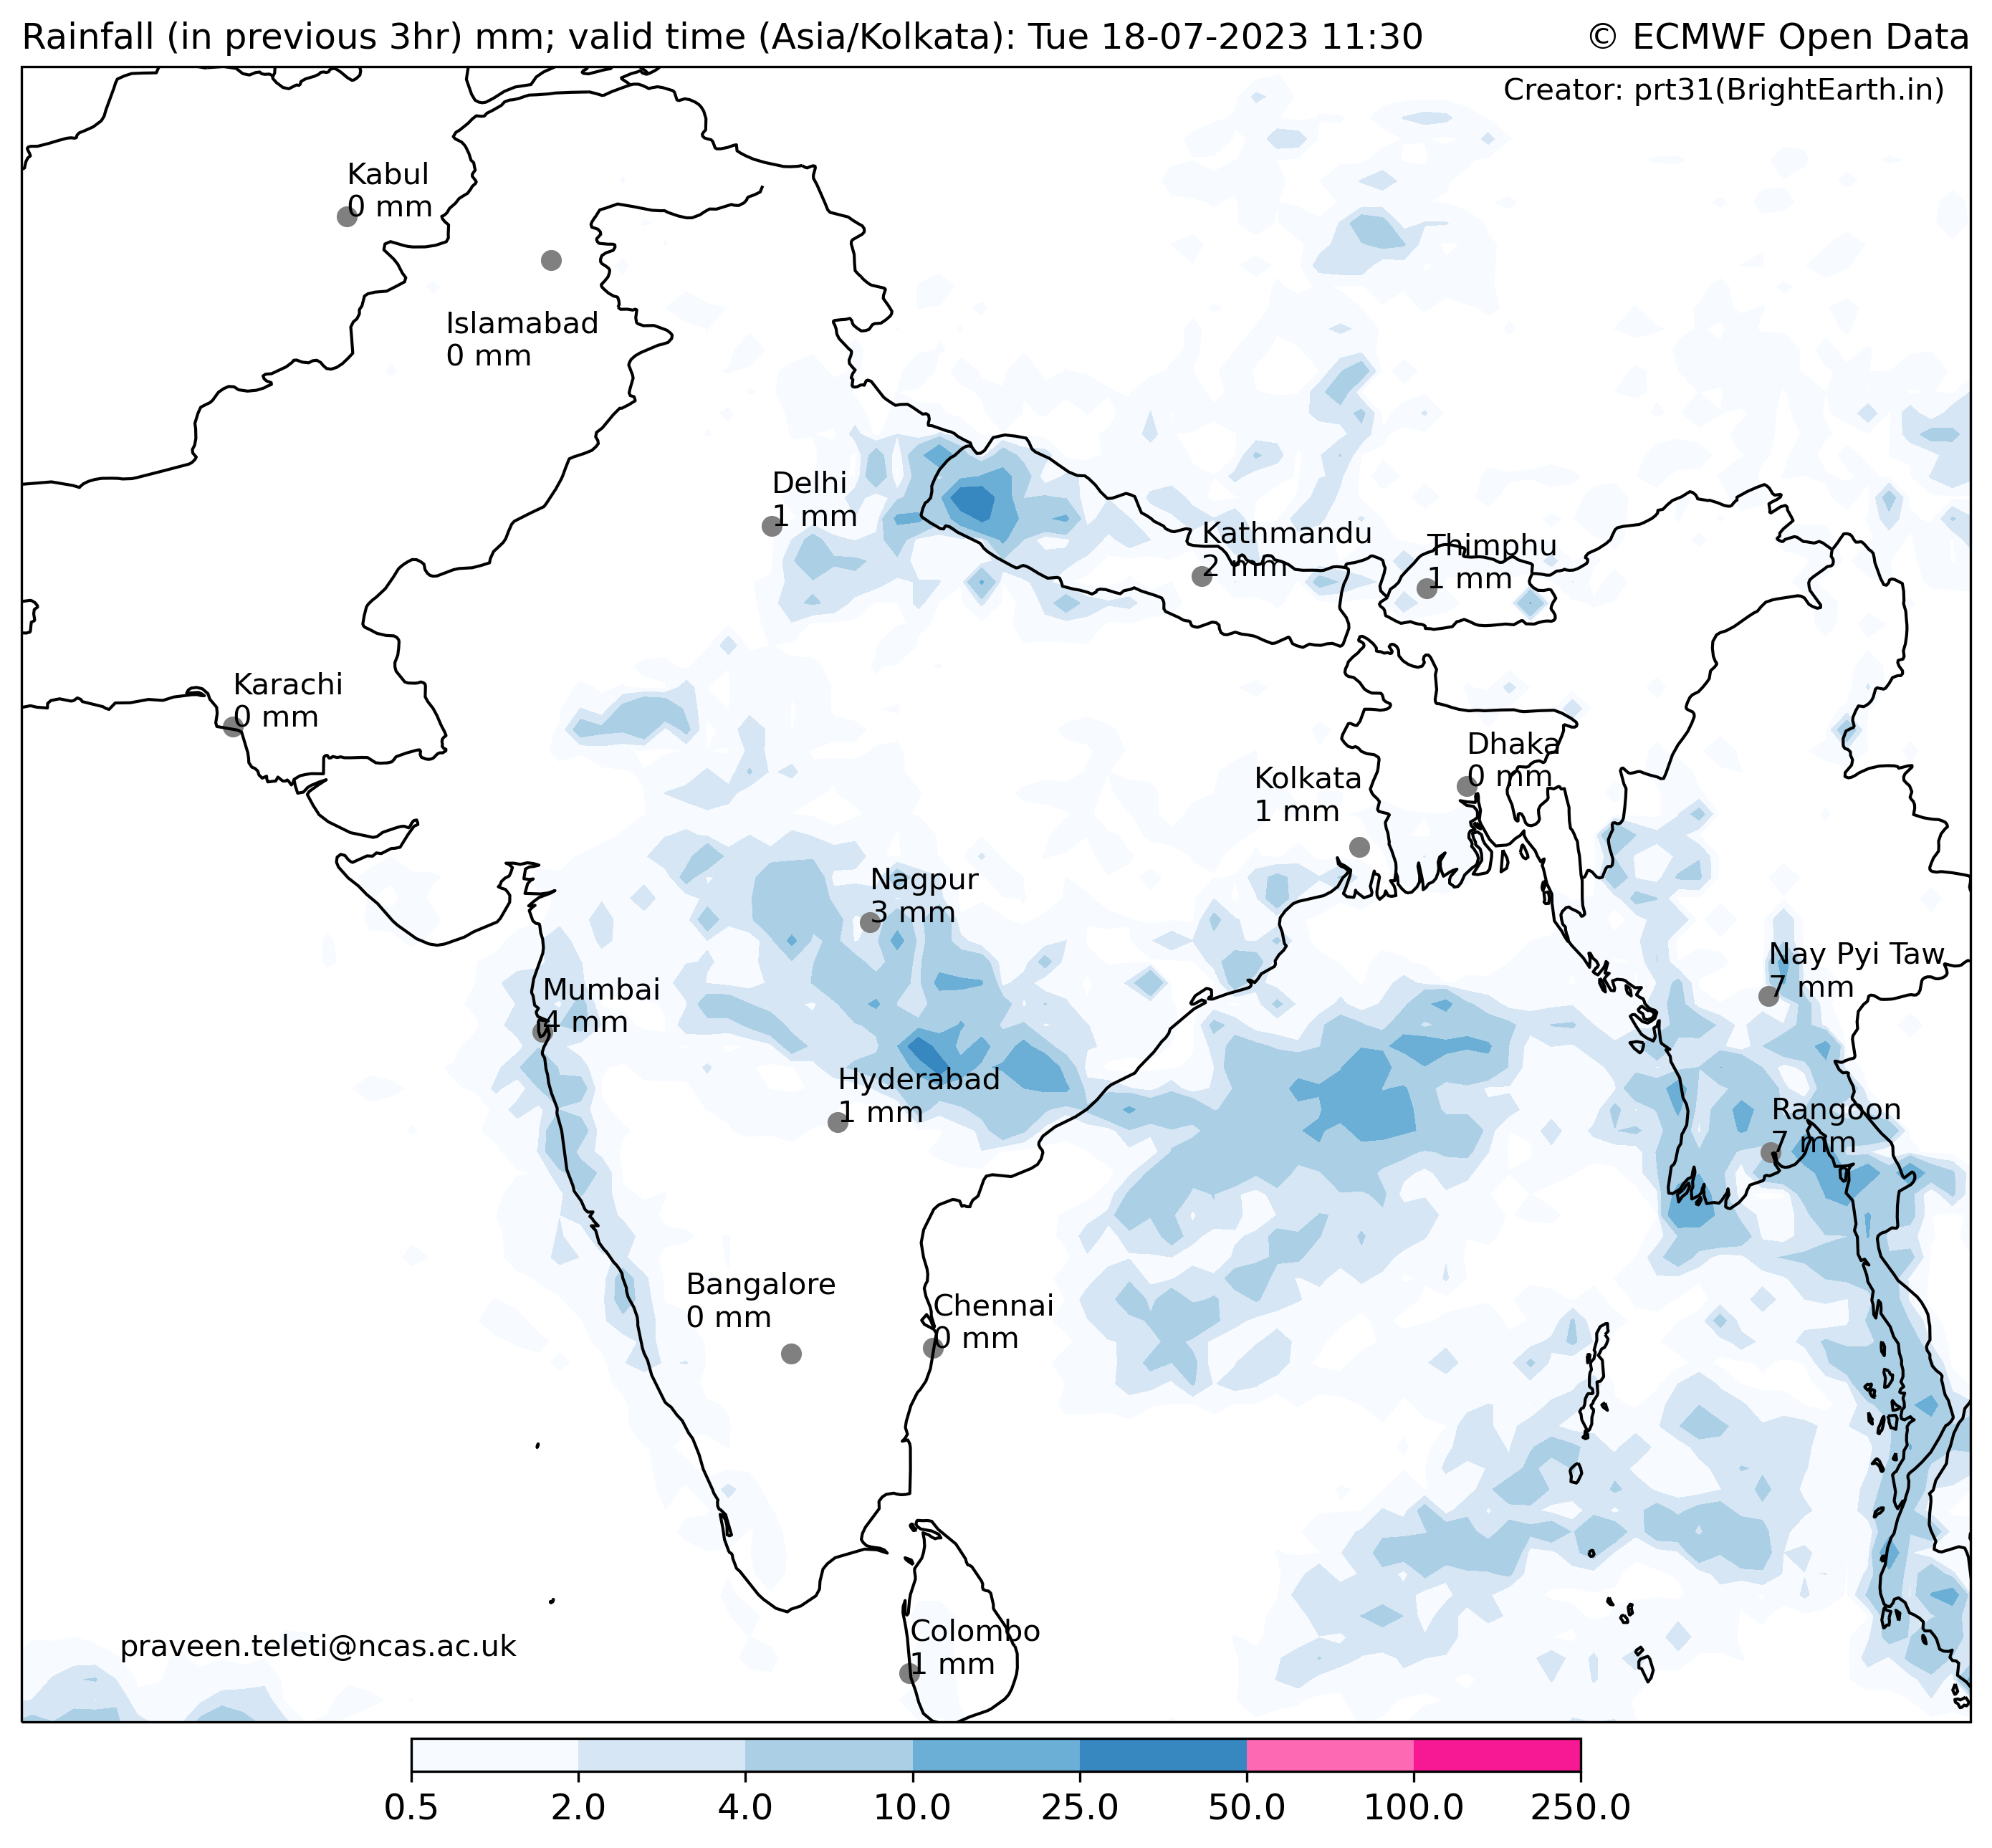 Rainfall (in previous 3hr) mm; valid time (Asia/Kolkata): Tue 18-07-2023 11:30
© ECMWF Open Data
Creator: prt31(BrightEarth.in)
Kabul
0 mm
Islamabad
0 mm
Delhi
1 mm
Kathmandu
2 mm
Thimphu
1 mm
Karachi
0 mm
Dhaka
0 mm
Kolkata
1 mm
Nagpur
3 mm
Nay Pyi Taw
7 mm
Mumbai
4 mm
Hyderabad
1 mm
Rangoon
7 mm
Bangalore
0 mm
Chennai
0 mm
Colombo
1 mm
praveen.teleti@ncas.ac.uk
0.5 2.0 4.0 10.0 25.0 50.0 100.0 250.0